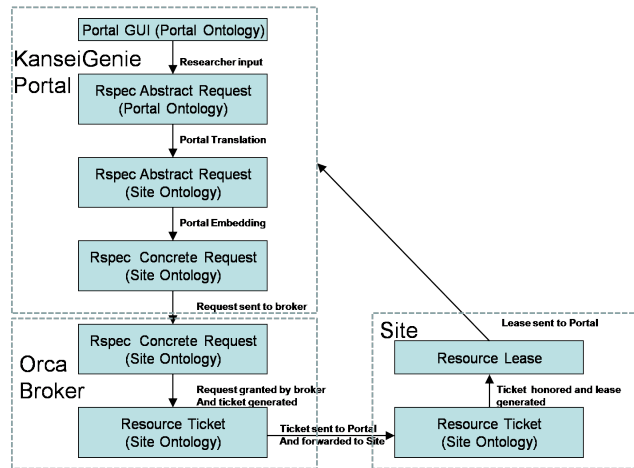 Portal GUI (Portal Ontology)
KanseiGenie
Portal
Researcher input
Rspec Abstract Request
(Portal Ontology)
Portal Translation
Rspec Abstract Request
(Site Ontology)
Portal Embedding
Rspec Concrete Request
(Site Ontology)
Request sent to broker
Rspec Concrete Request
(Site Ontology)
Orca
Broker
Request granted by broker
And ticket generated
Resource Ticket
(Site Ontology)
Ticket sent to Portal
And forwarded to Site
Site
Lease sent to Portal
Resource Lease
Ticket honored and lease
generated
Resource Ticket
(Site Ontology)